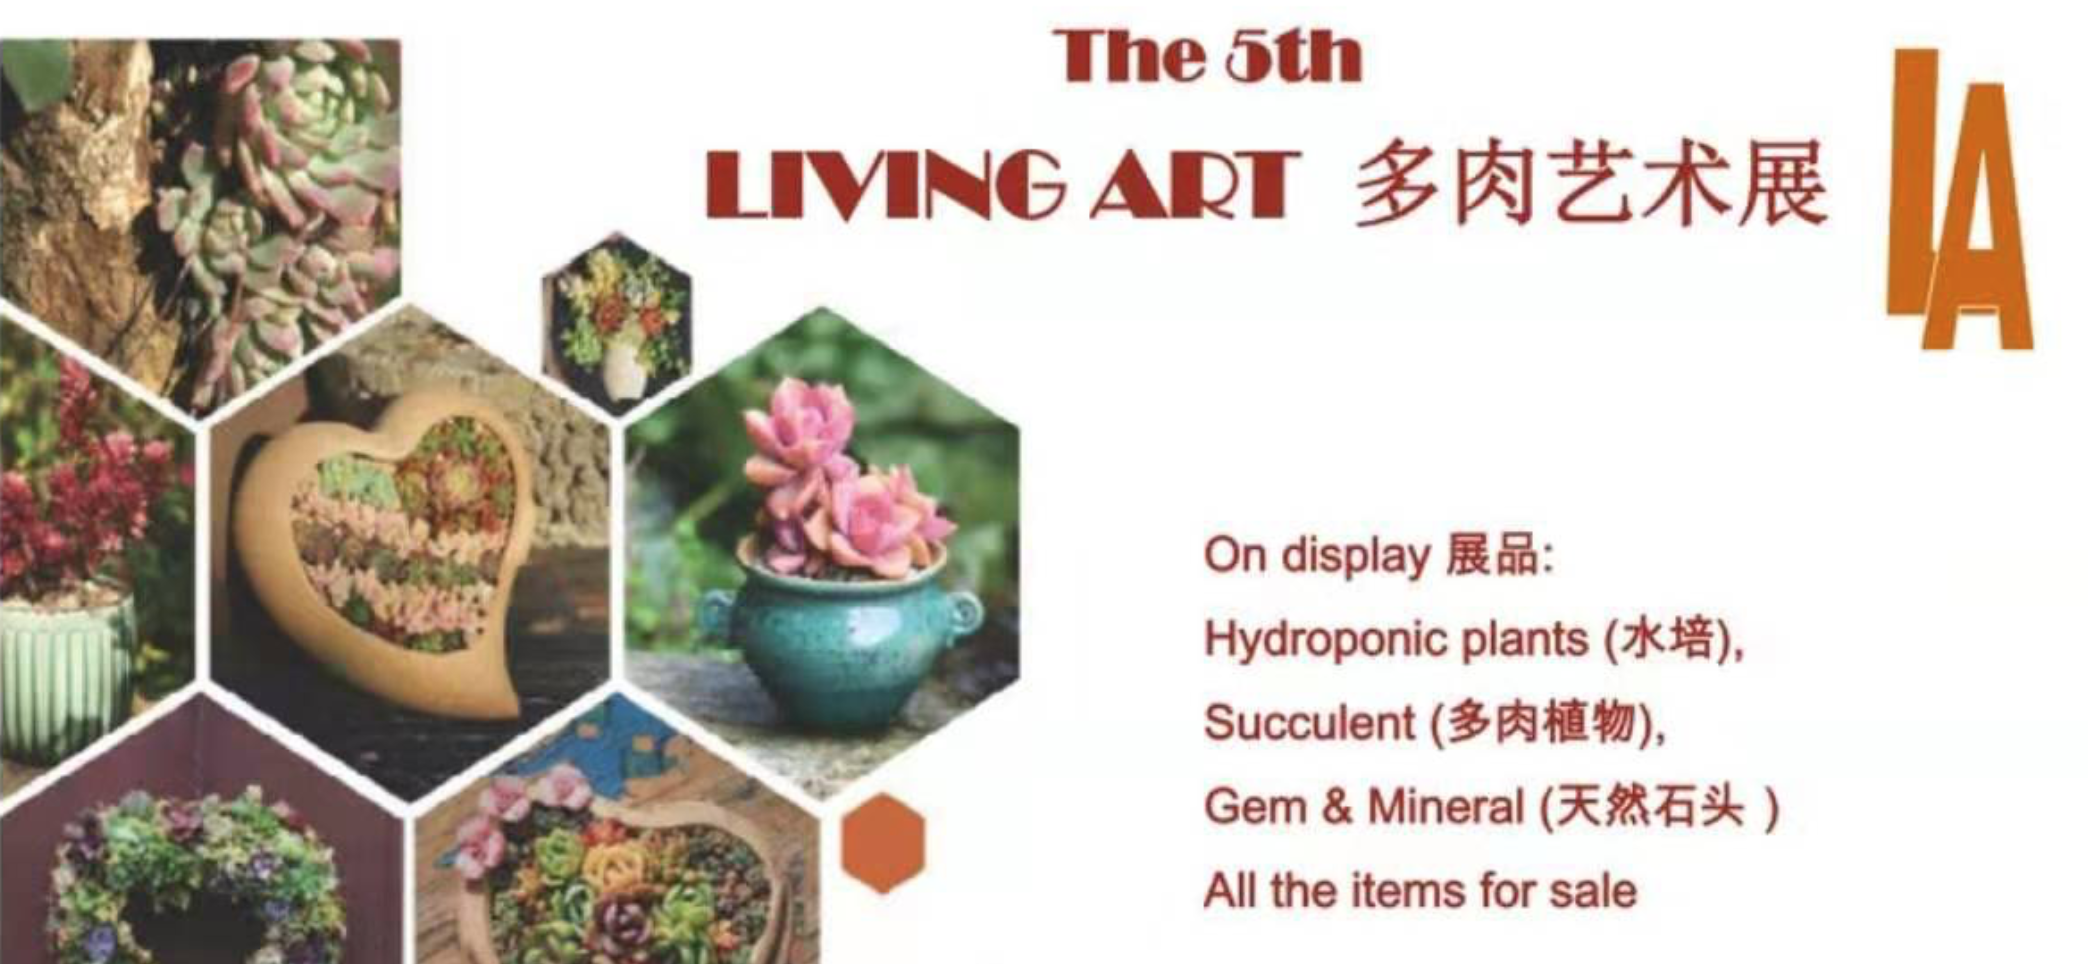 The 5th
LIVING ART 多肉艺术展
LA
On display 展品:
Hydroponic plants (水培),
Succulent (多肉植物),
Gem & Mineral (天然石头 )
All the items for sale